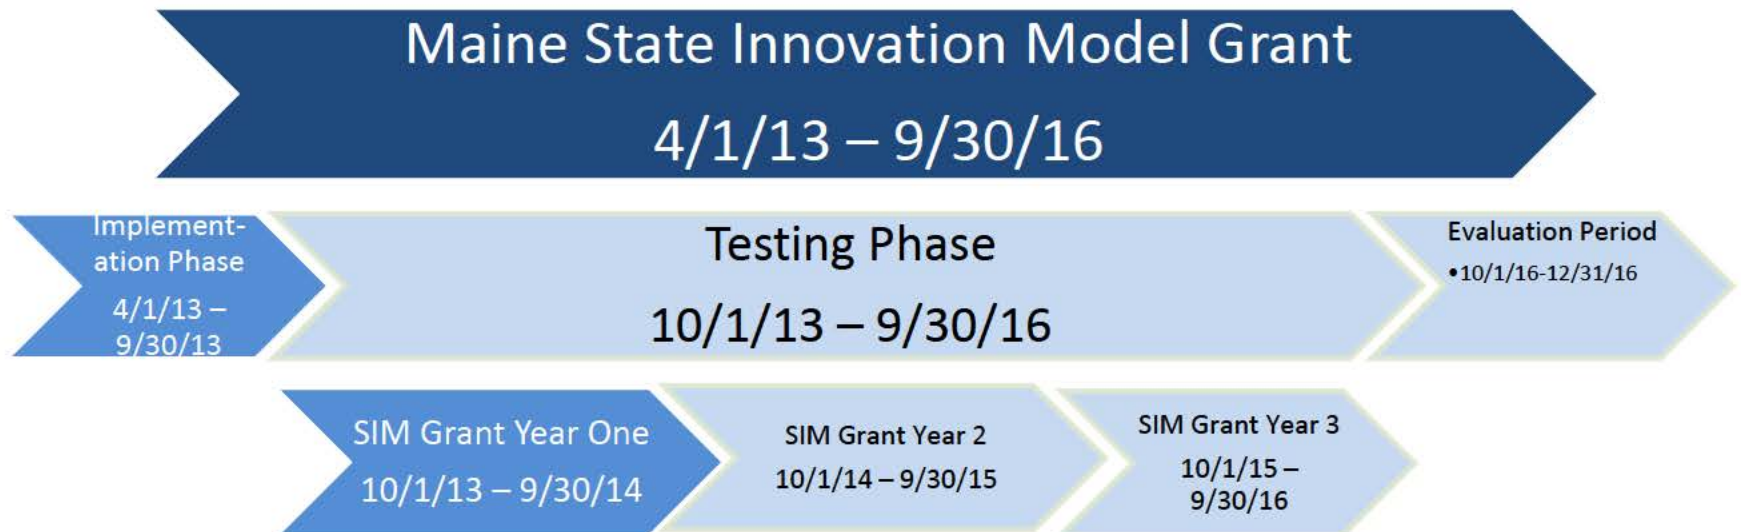 Maine State Innovation Model Grant
4/1/13 – 9/30/16
Implement-
ation Phase
4/1/13 –
9/30/13
Testing Phase
10/1/13 – 9/30/16
Evaluation Period
•10/1/16-12/31/16
SIM Grant Year One
10/1/13 – 9/30/14
SIM Grant Year 2
10/1/14 – 9/30/15
SIM Grant Year 3
10/1/15 –
9/30/16